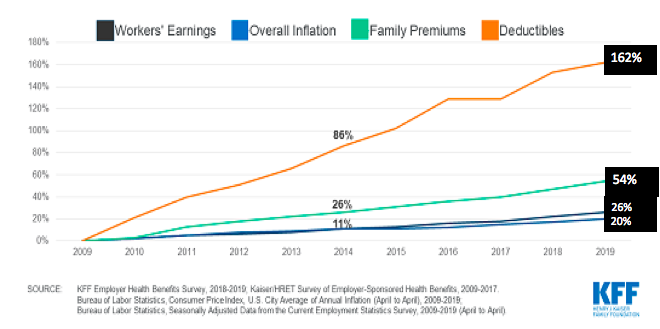 Workers' Earnings Overall Inflation Family Premiums Deductibles
180%
160%
140%
120%
100%
80%
60%
40%
20%
0%
162%
86%
54%
26%
26%
11%
20%
2009 2010 2011 2012 2013 2014 2015 2016 2017 2018 2019
SOURCE: KFF Employer Health Benefits Survey, 2018-2019; Kaiser/HRET Survey of Employer-Sponsored Health Benefits, 2009-2017.
Bureau of Labor Statistics, Consumer Price Index, U.S. City Average of Annual Inflation (April to April), 2009-2019;
Bureau of Labor Statistics, Seasonally Adjusted Data from the Current Employment Statistics Survey, 2009-2019 (April to April)
KFF
HENRY J KAISER
FAMILY FOUNDATION